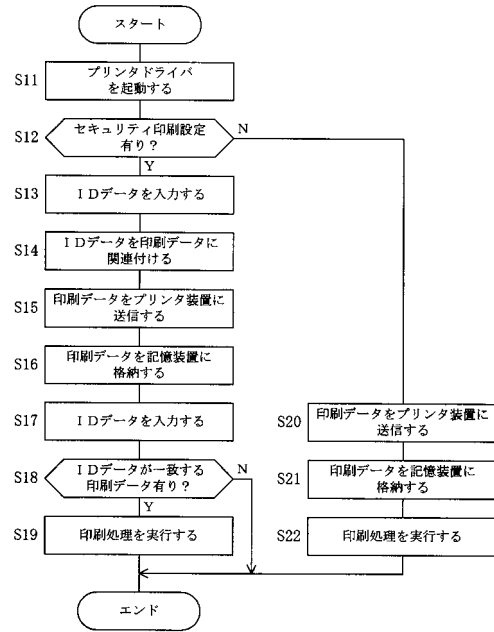 スタート
S11
プリンタドライバ
を起動する
S12
セキュリティ印刷設定
有り？
N
Y
S13
ＩＤデータを入力する
S14
ＩＤデータを印刷データに
関連付ける
S15
印刷データをプリンタ装置に
送信する
S16
印刷データを記憶装置に
格納する
S17
ＩＤデータを入力する
S18
ＩＤデータが一致する
印刷データ有り？
N
Y
S19
印刷処理を実行する
S20
印刷データをプリンタ装置に
送信する
S21
印刷データを記憶装置に
格納する
S22
印刷処理を実行する
エンド